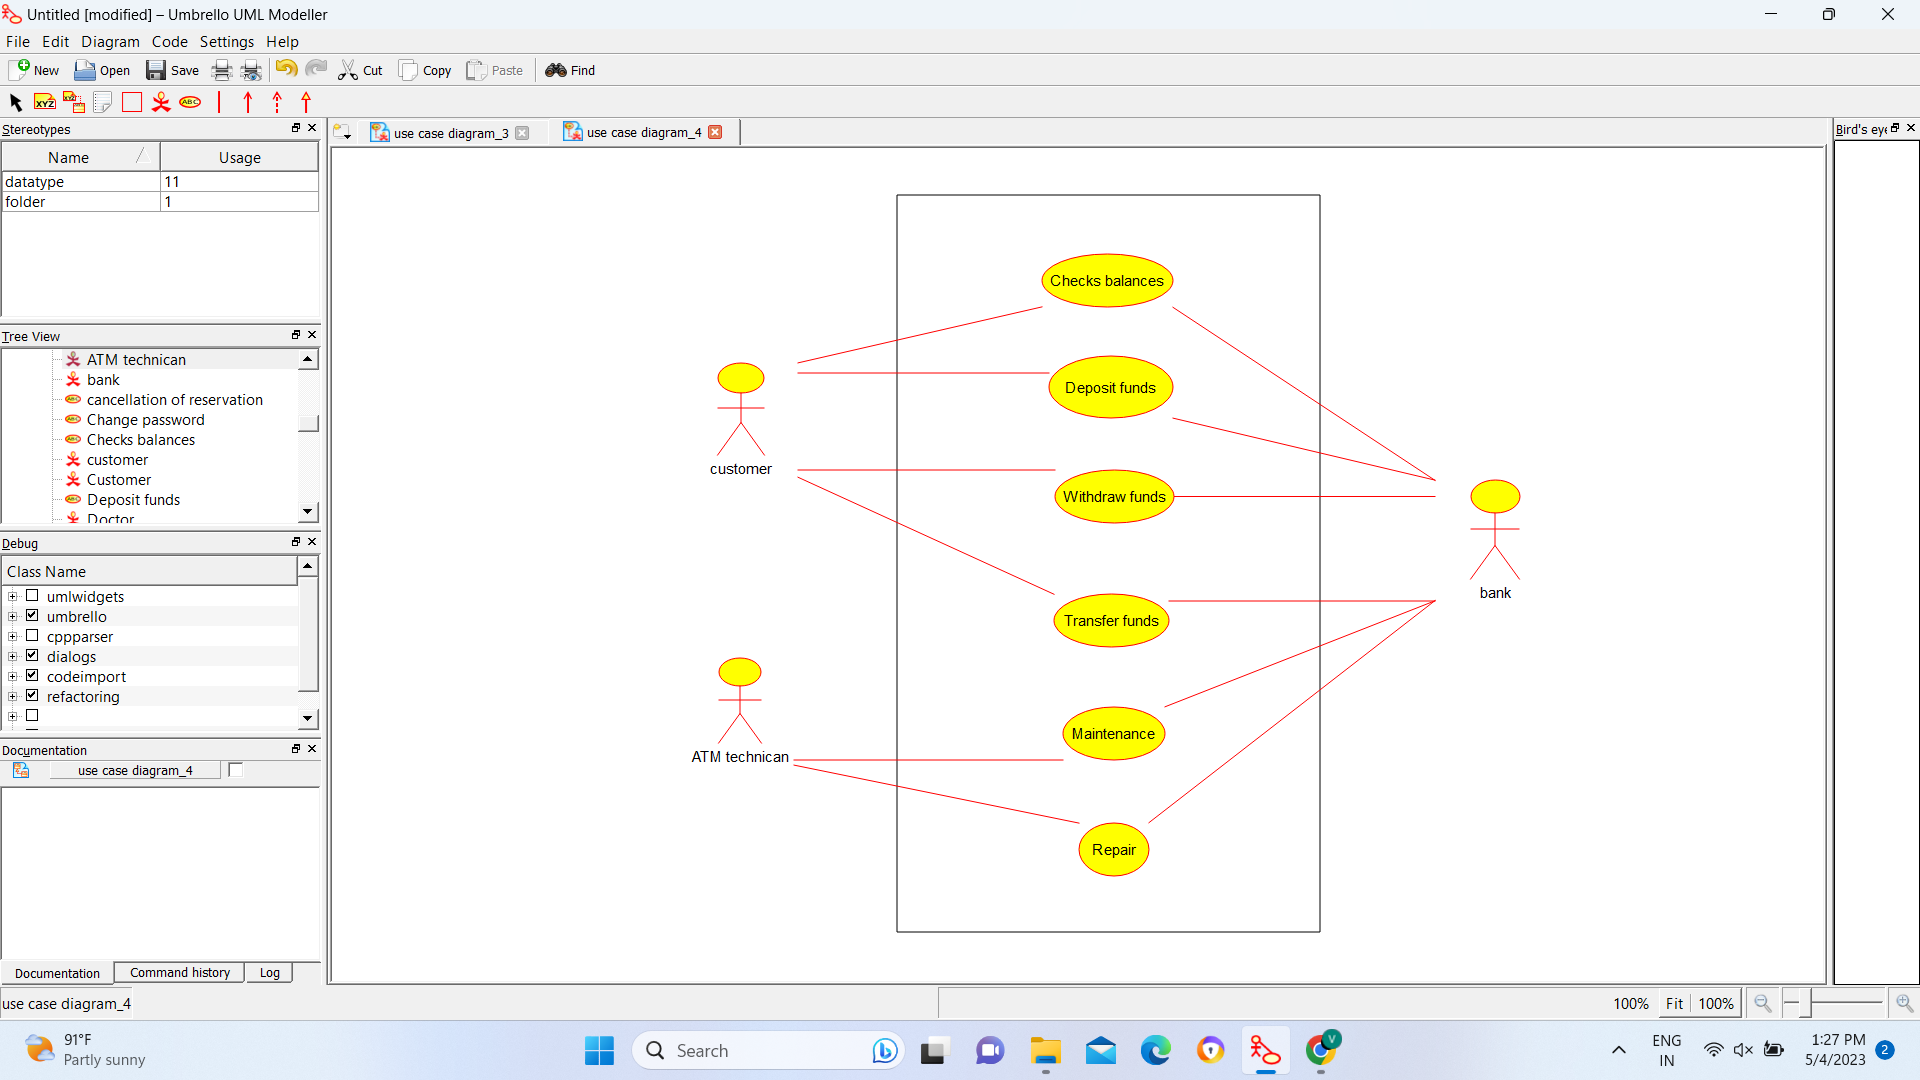 Untitled [modified] – Umbrello UML Modeller
File Edit Diagram Code Settings Help
New Open Save Cut Copy Paste Find
XYZ XYZ ABC
Stereotypes
Name Usage
datatype 11
folder 1
Tree View
ATM technican
bank
cancellation of reservation
Change password
Checks balances
customer
Customer
Deposit funds
Doctor
Debug
Class Name
umlwidgets
umbrello
cppparser
dialogs
codeimport
refactoring
Documentation
use case diagram_4
Documentation Command history Log
use case diagram_4
use case diagram_3 use case diagram_4
Checks balances
Deposit funds
customer
Withdraw funds
bank
Transfer funds
Maintenance
ATM technican
Repair
Bird's eye
100% Fit 100%
91°F
Partly sunny
Search
V
ENG
IN
1:27 PM
5/4/2023
2